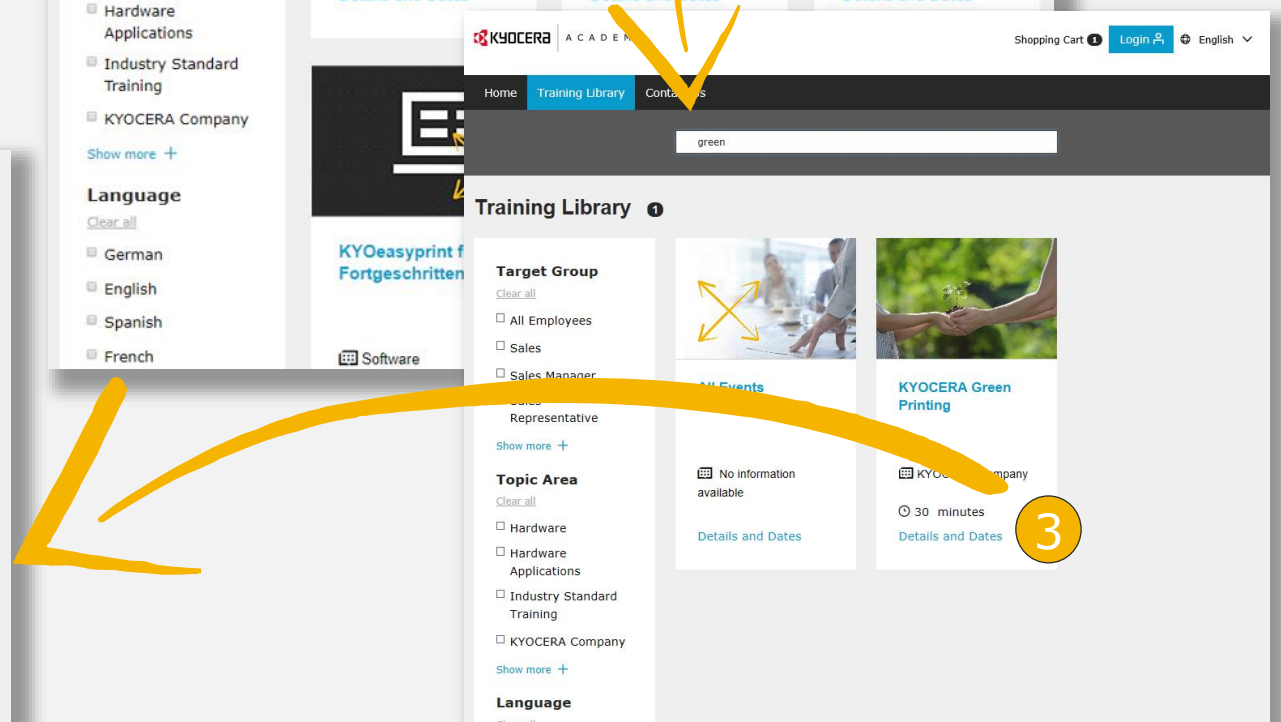 Hardware
Applications
Industry Standard
Training
KYOCERA Company
Show more +
Language
Clear all
German
English
Spanish
French
KYOeasyprint
Software
KYOCERA
Shopping Cart 1 Login English
Home Training Library
green
Training Library 1
Target Group
Clear all
All Employees
Sales
Sales Manager
Sales
Representative
Show more +
Topic Area
Clear all
Hardware
Hardware
Applications
Industry Standard
Training
KYOCERA Company
Show more +
Language
All Events
No information
available
Details and Dates
KYOCERA Green
Printing
30 minutes
Details and Dates
3